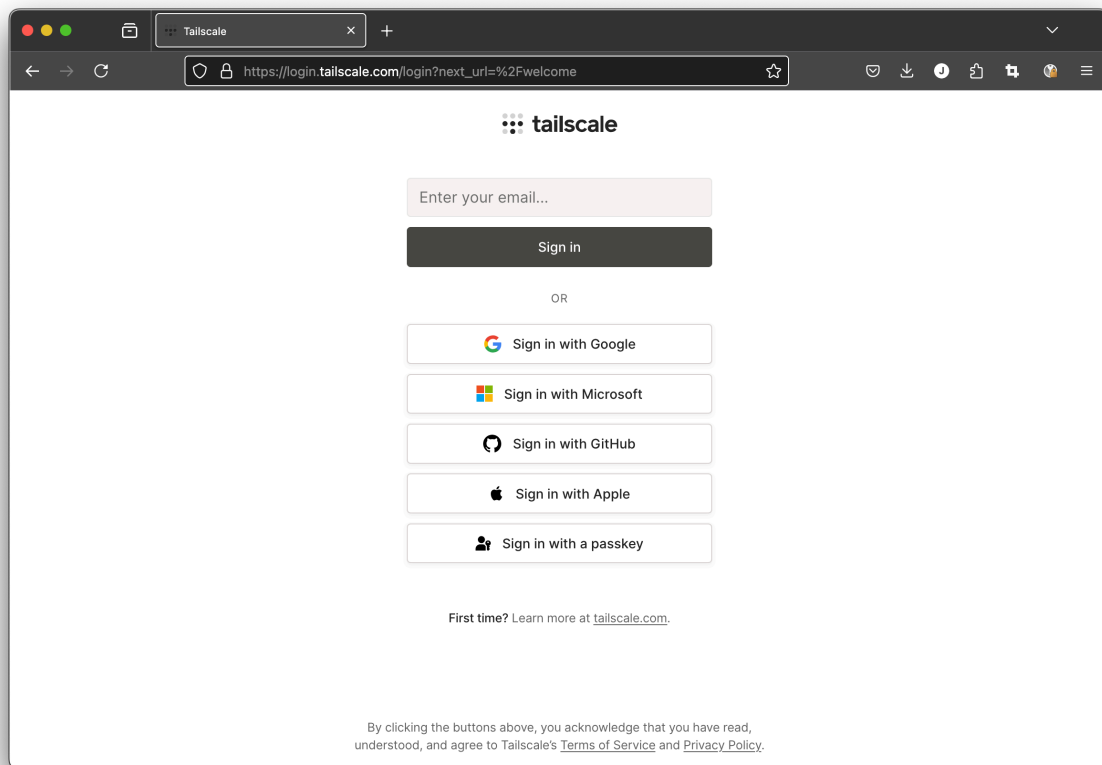 Tailscale
https://login.tailscale.com/login?next_url=%2Fwelcome
J
tailscale
Enter your email...
Sign in
OR
Sign in with Google
Sign in with Microsoft
Sign in with GitHub
Sign in with Apple
Sign in with a passkey
First time? Learn more at tailscale.com.
By clicking the buttons above, you acknowledge that you have read,
understood, and agree to Tailscale's Terms of Service and Privacy Policy.